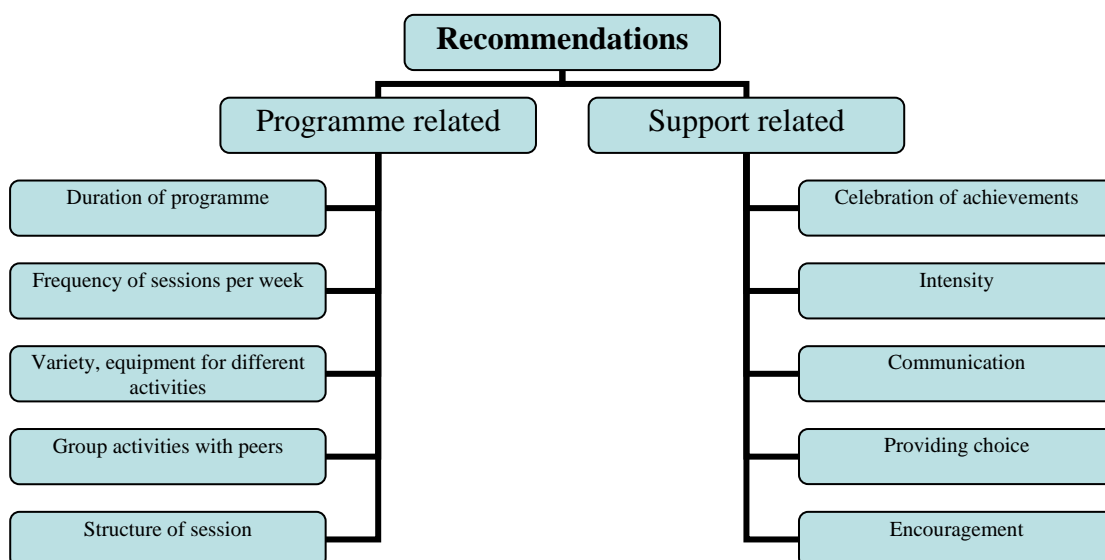 Recommendations
Programme related
Support related
Duration of programme
Frequency of sessions per week
Variety, equipment for different
activities
Group activities with peers
Structure of session
Celebration of achievements
Intensity
Communication
Providing choice
Encouragement